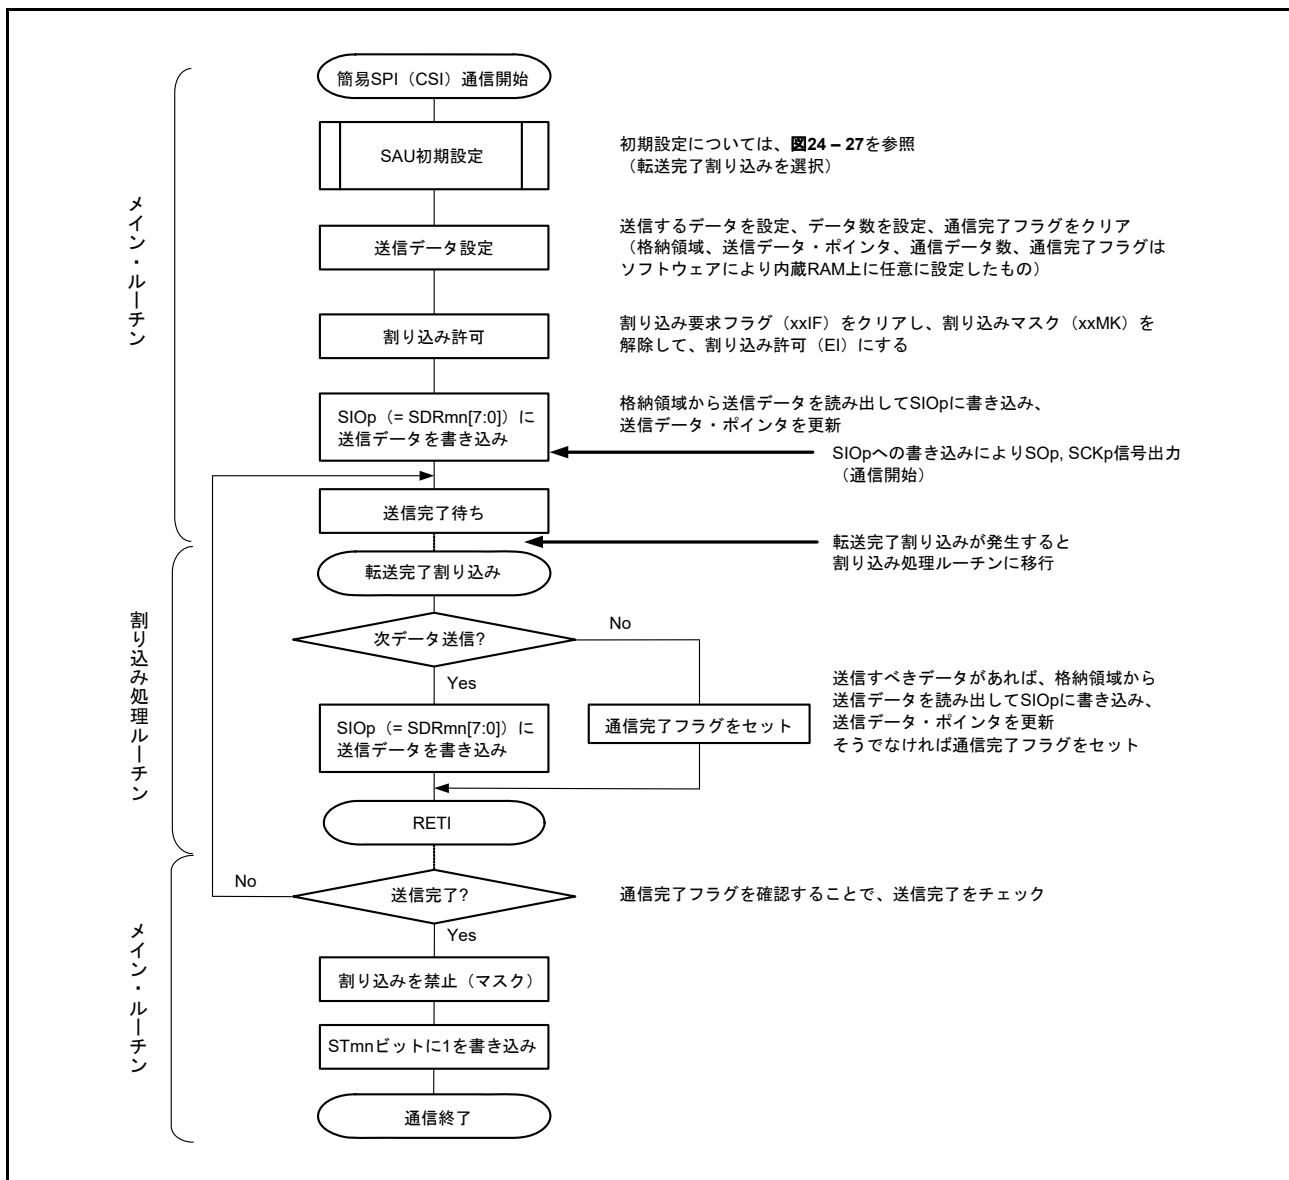 簡易SPI（CSI）通信開始
SAU初期設定
初期設定については、図24－27を参照
（転送完了割り込みを選択）
メイン・ルーチン
送信データ設定
送信するデータを設定、データ数を設定、通信完了フラグをクリア
（格納領域、送信データ・ポインタ、通信データ数、通信完了フラグは
ソフトウェアにより内蔵RAM上に任意に設定したもの）
割り込み許可
割り込み要求フラグ（xxIF）をクリアし、割り込みマスク（xxMK）を
解除して、割り込み許可（EI）にする
SIOp（= SDRmn[7:0]）に
送信データを書き込み
格納領域から送信データを読み出してSIOpに書き込み、
送信データ・ポインタを更新
SIOpへの書き込みによりSOp, SCKp信号出力
（通信開始）
送信完了待ち
転送完了割り込みが発生すると
割り込み処理ルーチンに移行
転送完了割り込み
割り込み処理ルーチン
次データ送信?
No
Yes
SIOp（= SDRmn[7:0]）に
送信データを書き込み
通信完了フラグをセット
送信すべきデータがあれば、格納領域から
送信データを読み出してSIOpに書き込み、
送信データ・ポインタを更新
そうでなければ通信完了フラグをセット
RETI
No
送信完了?
通信完了フラグを確認することで、送信完了をチェック
Yes
メイン・ルーチン
割り込みを禁止（マスク）
STmnビットに1を書き込み
通信終了